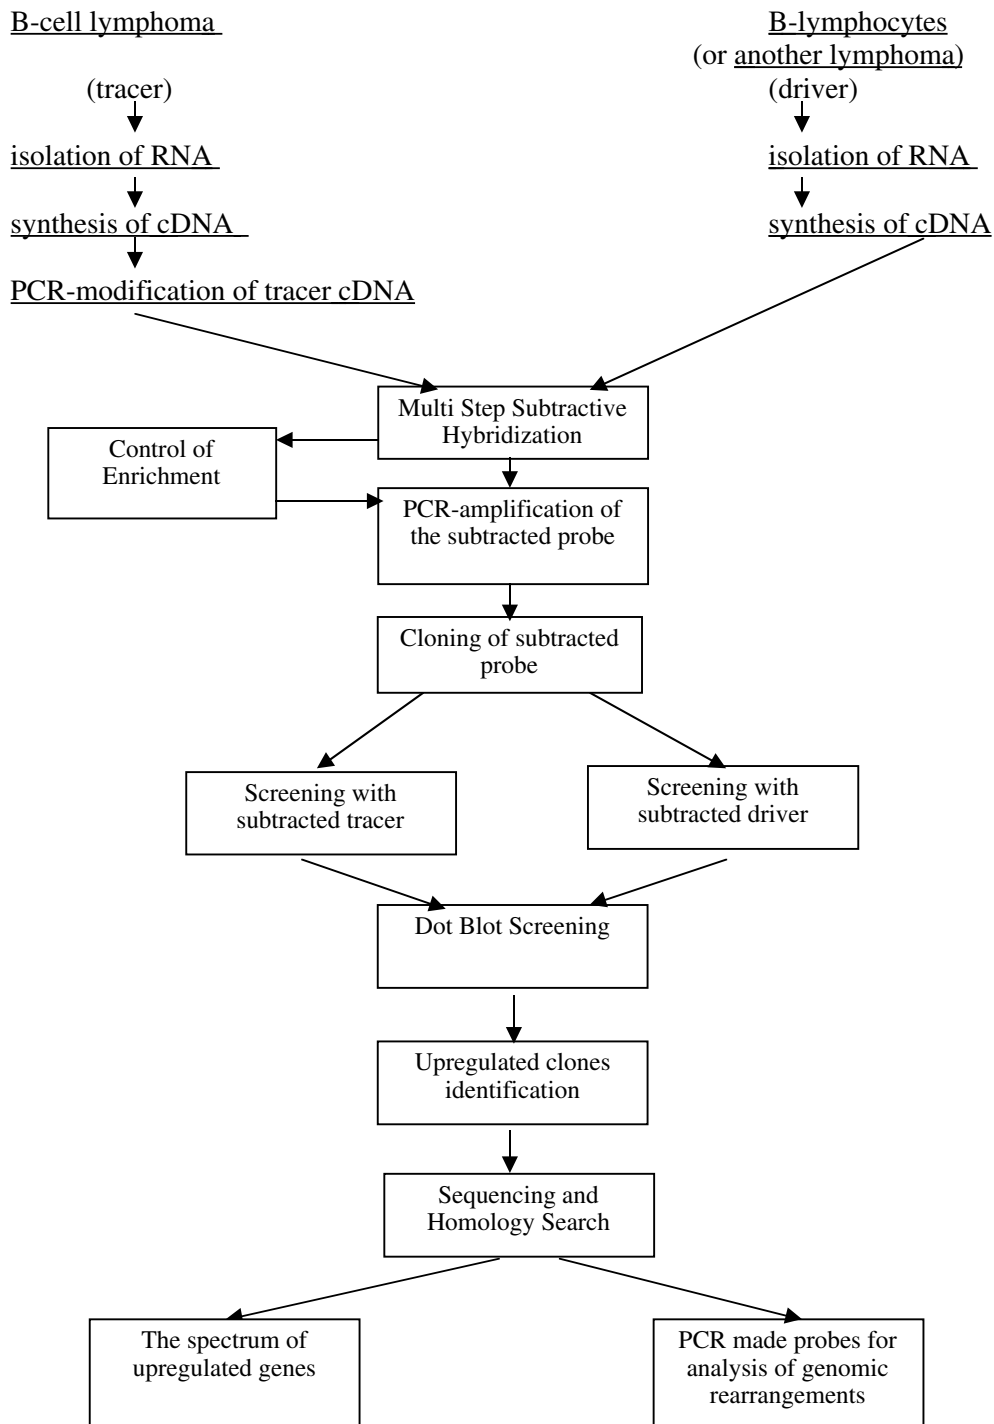 B-cell lymphoma
B-lymphocytes
(or another lymphoma)
(tracer)
(driver)
isolation of RNA
isolation of RNA
synthesis of cDNA
synthesis of cDNA
PCR-modification of tracer cDNA
Multi Step Subtractive
Hybridization
Control of
Enrichment
PCR-amplification of
the subtracted probe
Cloning of subtracted
probe
Screening with
subtracted tracer
Screening with
subtracted driver
Dot Blot Screening
Upregulated clones
identification
Sequencing and
Homology Search
The spectrum of
upregulated genes
PCR made probes for
analysis of genomic
rearrangements